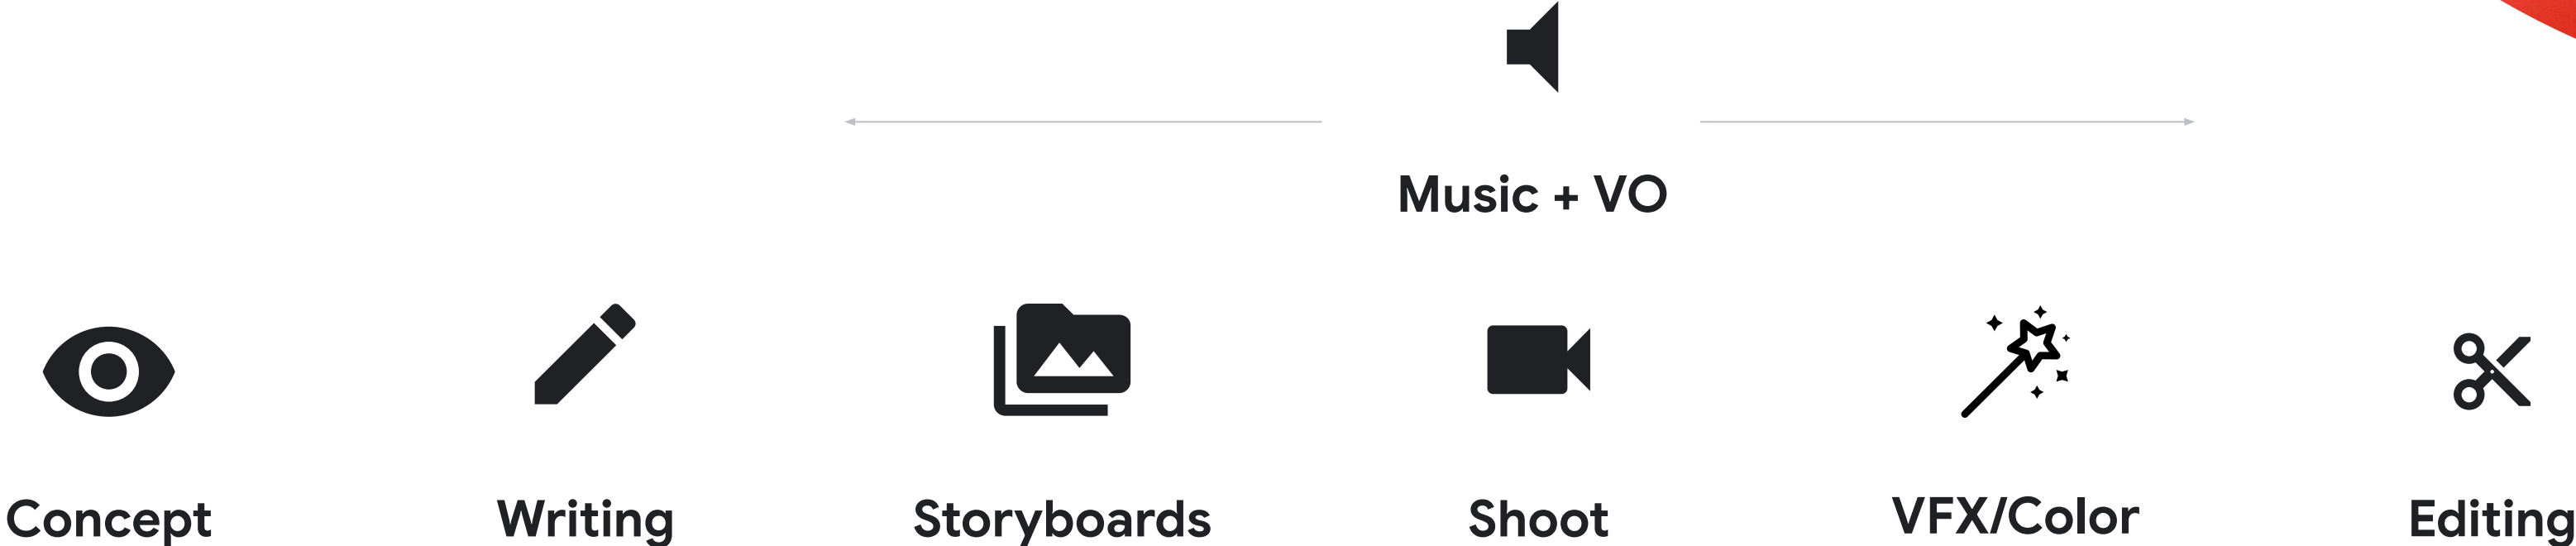 Music + VO
Concept
Writing
Storyboards
Shoot
VFX/Color
Editing